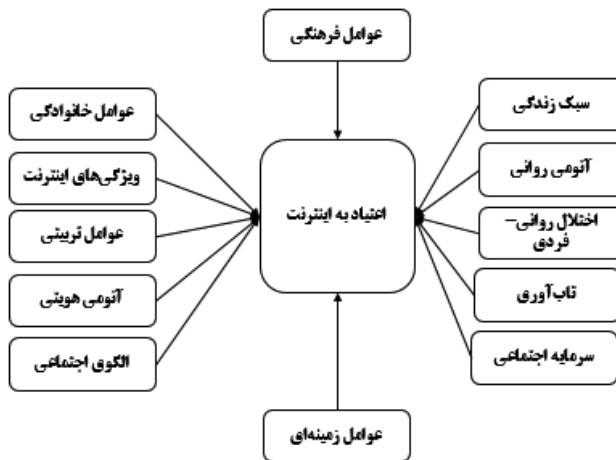 عوامل فرهنگی
سبک زندگی
آنومی روانی
اختلال روانی–
فردی
تاب‌آوری
سرمایه اجتماعی
اعتیاد به اینترنت
عوامل خانوادگی
ویژگی‌های اینترنت
عوامل تربیتی
آنومی هویتی
الگوی اجتماعی
عوامل زمینه‌ای